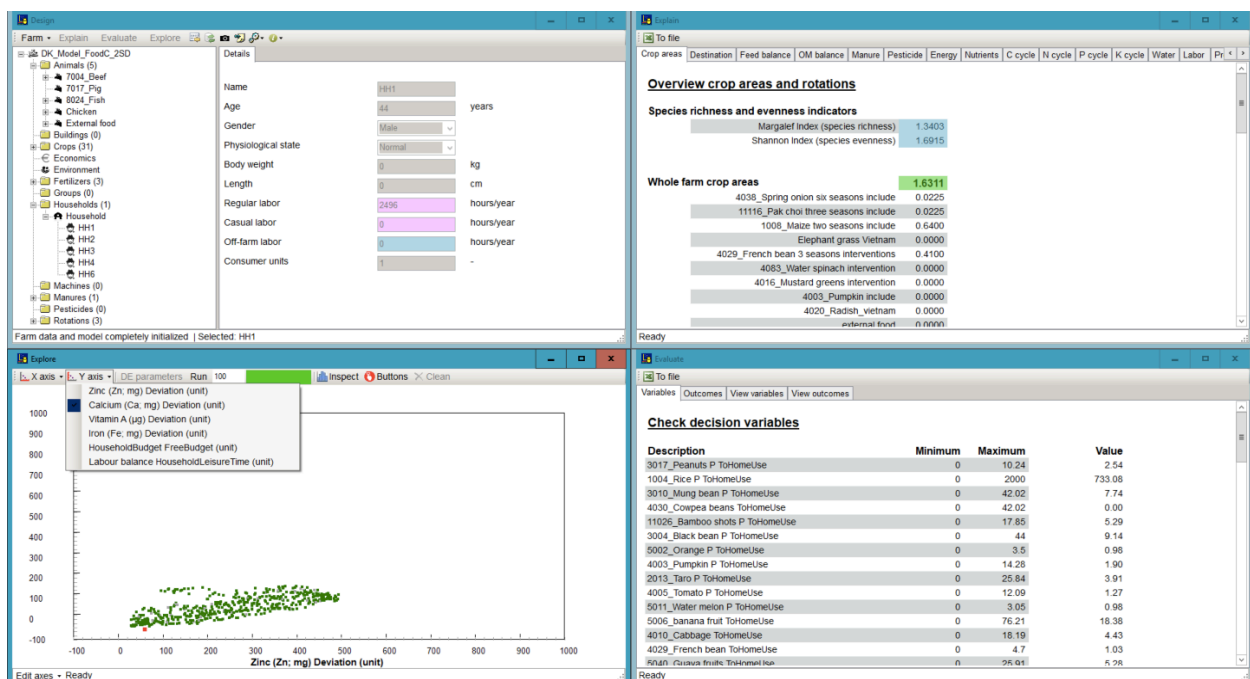 Design
Farm Explain Evaluate Explore
DK_Model_FoodC_2SD
Animals (5)
7004_Beef
7017_Pig
8024_Fish
Chicken
External food
Buildings (0)
Crops (31)
Economics
Environment
Fertilizers (3)
Groups (0)
Households (1)
Household
HH1
HH2
HH3
HH4
HH6
Machines (0)
Manures (1)
Pesticides (0)
Rotations (3)
Details
Name HH1
Age 44 years
Gender Male
Physiological state Normal
Body weight 0 kg
Length 0 cm
Regular labor 2496 hours/year
Casual labor 0 hours/year
Off-farm labor 0 hours/year
Consumer units 1 -
Farm data and model completely initialized | Selected: HH1
Explain
To file
Crop areas Destination Feed balance OM balance Manure Pesticide Energy Nutrients C cycle N cycle P cycle K cycle Water Labor Pr
Overview crop areas and rotations
Species richness and evenness indicators
Margalef Index (species richness) 1.3403
Shannon Index (species evenness) 1.6915
Whole farm crop areas 1.6311
4038_Spring onion six seasons include 0.0225
11116_Pak choi three seasons include 0.0225
1008_Maize two seasons include 0.6400
Elephant grass Vietnam 0.0000
4029_French bean 3 seasons interventions 0.4100
4083_Water spinach intervention 0.0000
4016_Mustard greens intervention 0.0000
4003_Pumpkin include 0.0000
4020_Radish_vietnam 0.0000
external food 0.0000
Ready
Explore
X axis Y axis DE parameters Run 100 Inspect Buttons Clean
Zinc (Zn; mg) Deviation (unit)
Calcium (Ca; mg) Deviation (unit)
Vitamin A (µg) Deviation (unit)
Iron (Fe; mg) Deviation (unit)
HouseholdBudget FreeBudget (unit)
Labour balance HouseholdLeisureTime (unit)
1000
900
800
700
600
500
400
300
200
100
0
-100
-100 0 100 200 300 400 500 600 700 800 900 1000
Zinc (Zn; mg) Deviation (unit)
Edit axes Ready
Evaluate
To file
Variables Outcomes View variables View outcomes
Check decision variables
Description Minimum Maximum Value
3017_Peanuts P ToHomeUse 0 10.24 2.54
1004_Rice P ToHomeUse 0 2000 733.08
3010_Mung bean P ToHomeUse 0 42.02 7.74
4030_Cowpea beans ToHomeUse 0 42.02 0.00
11026_Bamboo shots P ToHomeUse 0 17.85 5.29
3004_Black bean P ToHomeUse 0 44 9.14
5002_Orange P ToHomeUse 0 3.5 0.98
4003_Pumpkin P ToHomeUse 0 14.28 1.90
2013_Taro P ToHomeUse 0 25.84 3.91
4005_Tomato P ToHomeUse 0 12.09 1.27
5011_Water melon P ToHomeUse 0 3.05 0.98
5006_banana fruit ToHomeUse 0 76.21 18.38
4010_Cabbage ToHomeUse 0 18.19 4.43
4029_French bean ToHomeUse 0 4.7 1.03
5040_Guava fruits ToHomeUse 0 25.91 5.28
Ready